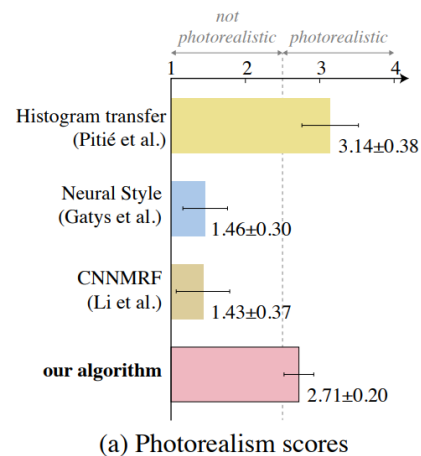 not
photorealistic
photorealistic
1
2
3
4
Histogram transfer
(Pitié et al.)
3.14±0.38
Neural Style
(Gatys et al.)
1.46±0.30
CNNMRF
(Li et al.)
1.43±0.37
our algorithm
2.71±0.20
(a) Photorealism scores